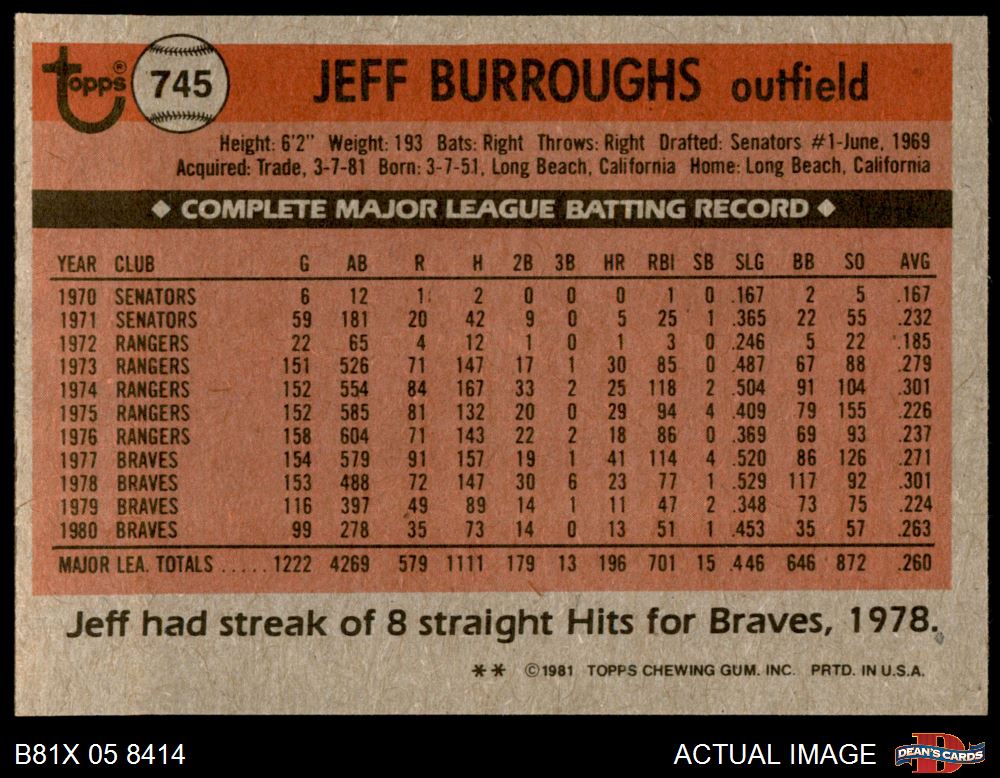 Topps® 745 JEFF BURROUGHS outfield
Height: 6'2" Weight: 193 Bats: Right Throws: Right Drafted: Senators #1-June, 1969
Acquired: Trade, 3-7-81 Born: 3-7-51, Long Beach, California Home: Long Beach, California
◆ COMPLETE MAJOR LEAGUE BATTING RECORD ◆
YEAR CLUB G AB R H 2B 3B HR RBI SB SLG BB SO AVG
1970 SENATORS 6 12 1 2 0 0 0 1 0 .167 2 5 .167
1971 SENATORS 59 181 20 42 9 0 5 25 1 .365 22 55 .232
1972 RANGERS 22 65 4 12 1 0 1 3 0 .246 5 22 .185
1973 RANGERS 151 526 71 147 17 1 30 85 0 .487 67 88 .279
1974 RANGERS 152 554 84 167 33 2 25 118 2 .504 91 104 .301
1975 RANGERS 152 585 81 132 20 0 29 94 4 .409 79 155 .226
1976 RANGERS 158 604 71 143 22 2 18 86 0 .369 69 93 .237
1977 BRAVES 154 579 91 157 19 1 41 114 4 .520 86 126 .271
1978 BRAVES 153 488 72 147 30 6 23 77 1 .529 117 92 .301
1979 BRAVES 116 397 49 89 14 1 11 47 2 .348 73 75 .224
1980 BRAVES 99 278 35 73 14 0 13 51 1 .453 35 57 .263
MAJOR LEA. TOTALS ..... 1222 4269 579 1111 179 13 196 701 15 .446 646 872 .260
Jeff had streak of 8 straight Hits for Braves, 1978.
** ©1981 TOPPS CHEWING GUM. INC. PRTD. IN U.S.A.
B81X 05 8414 ACTUAL IMAGE DEAN'S CARDS